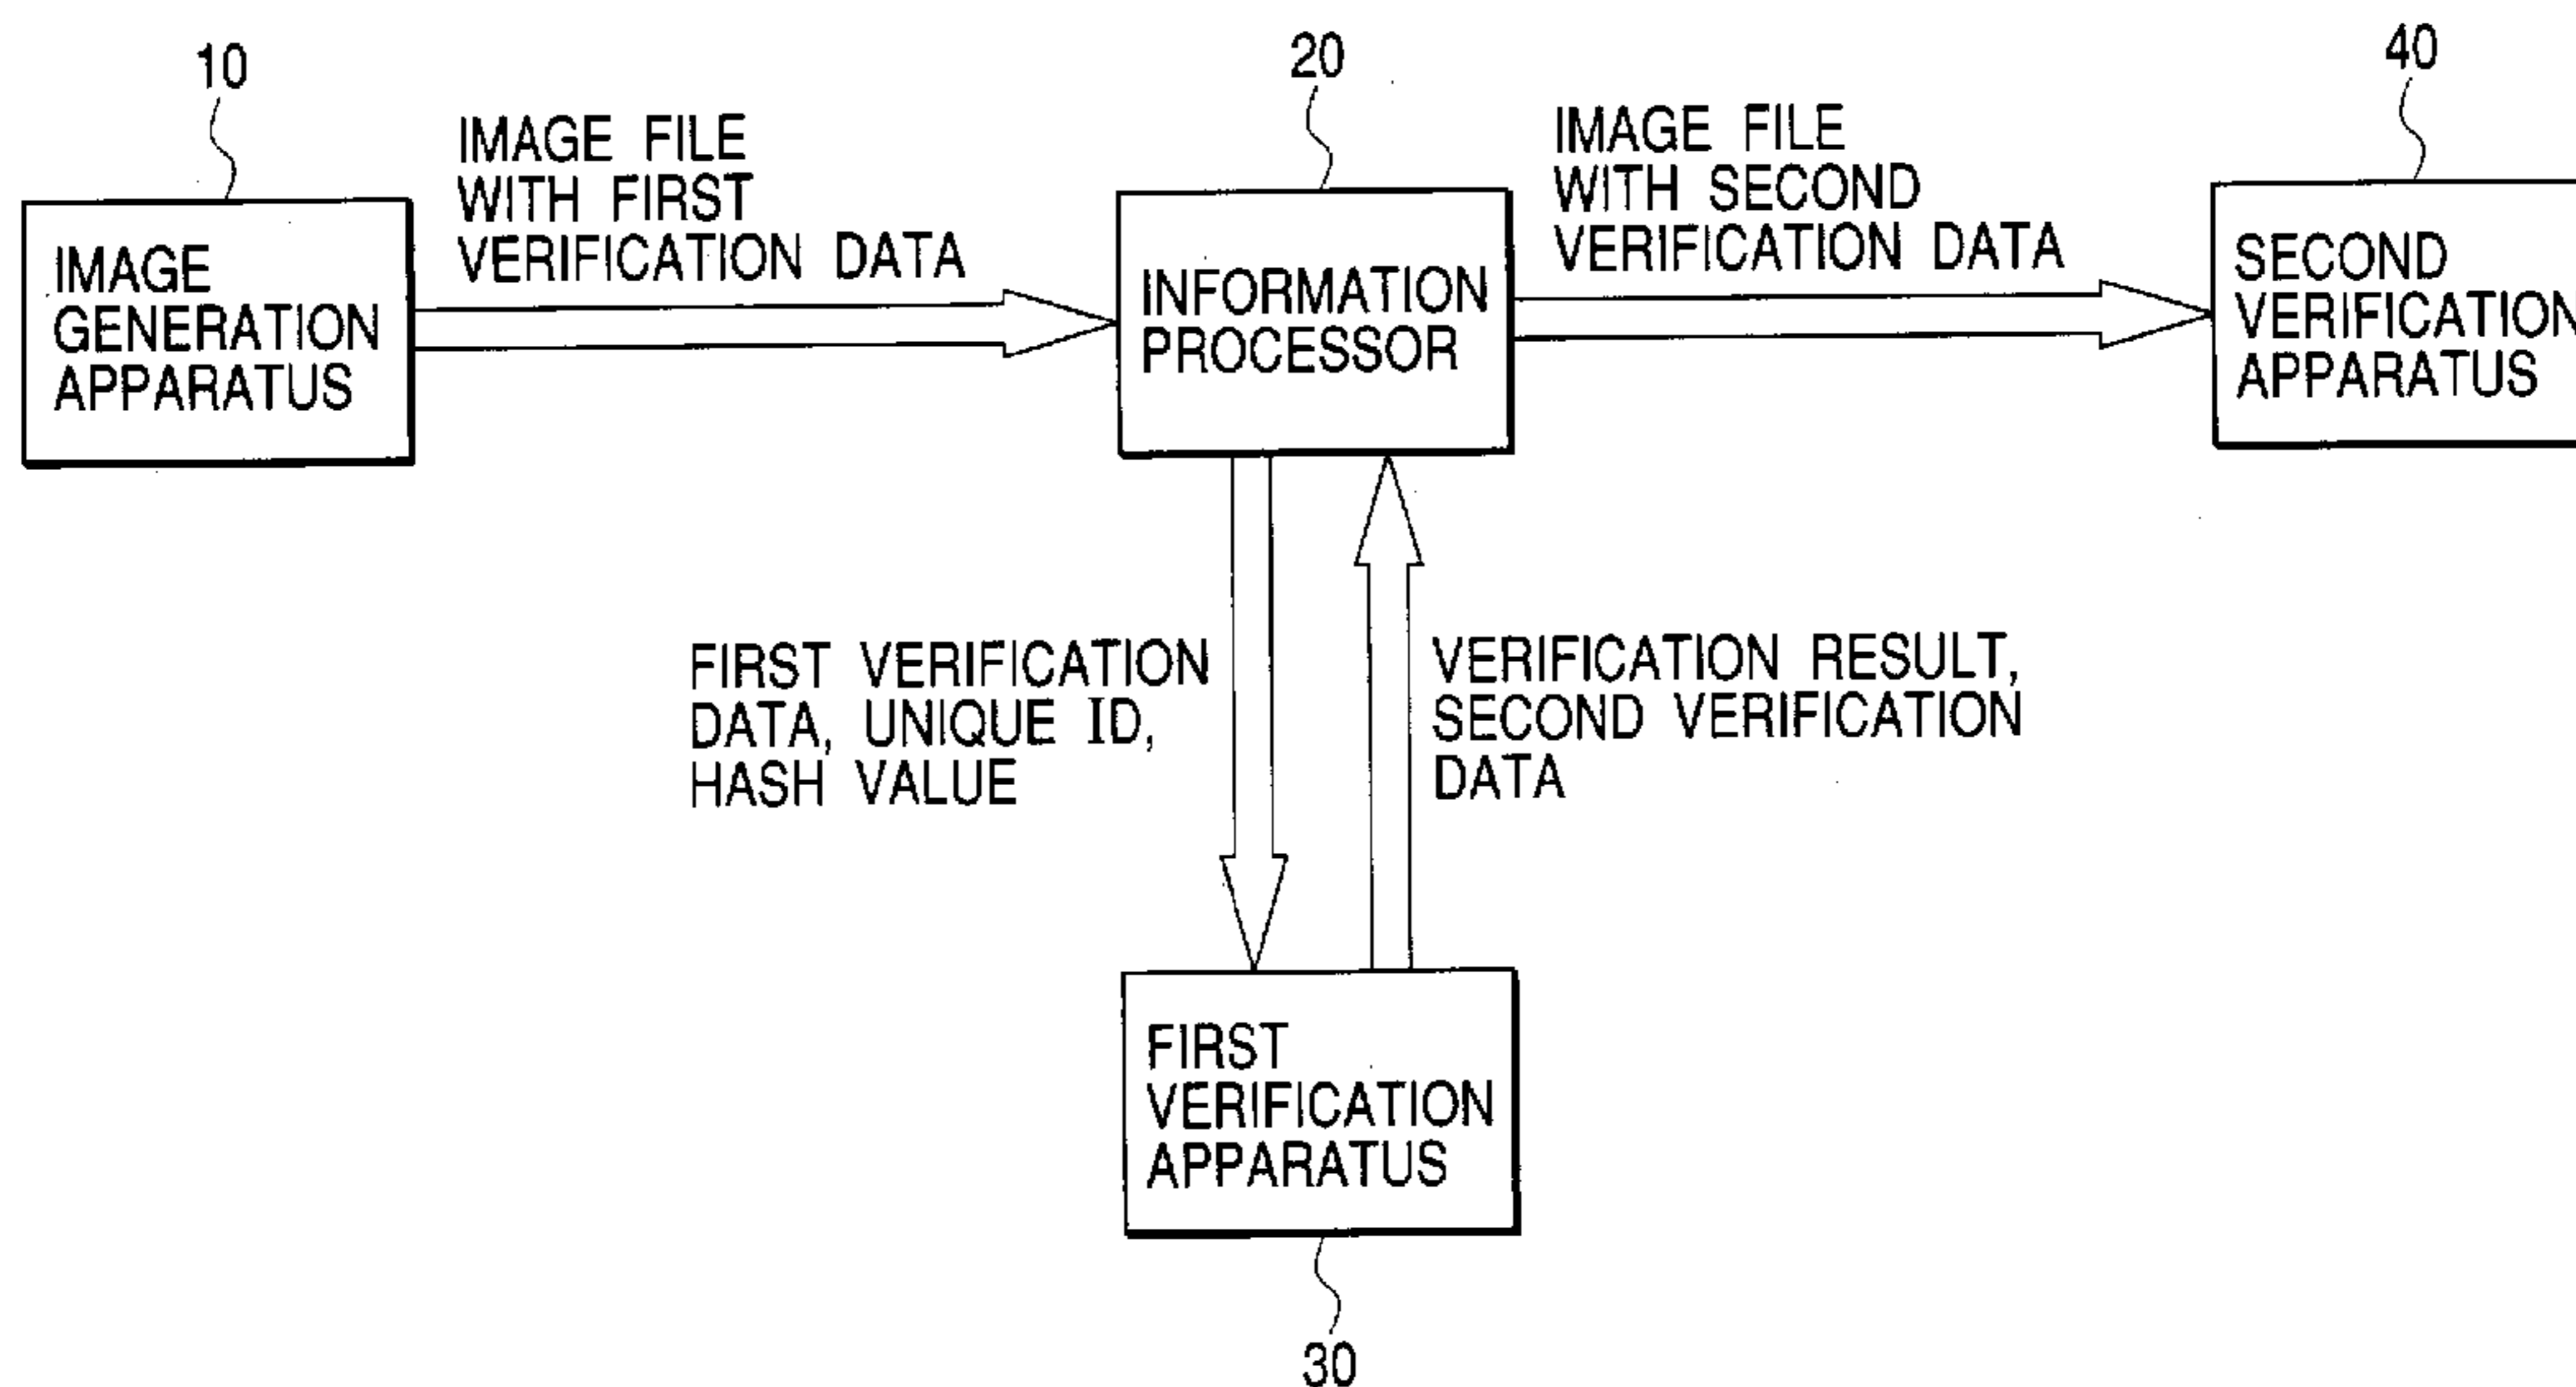 10
20
40
IMAGE FILE
WITH FIRST
VERIFICATION DATA
IMAGE FILE
WITH SECOND
VERIFICATION DATA
IMAGE
GENERATION
APPARATUS
INFORMATION
PROCESSOR
SECOND
VERIFICATION
APPARATUS
FIRST VERIFICATION
DATA, UNIQUE ID,
HASH VALUE
VERIFICATION RESULT,
SECOND VERIFICATION
DATA
FIRST
VERIFICATION
APPARATUS
30